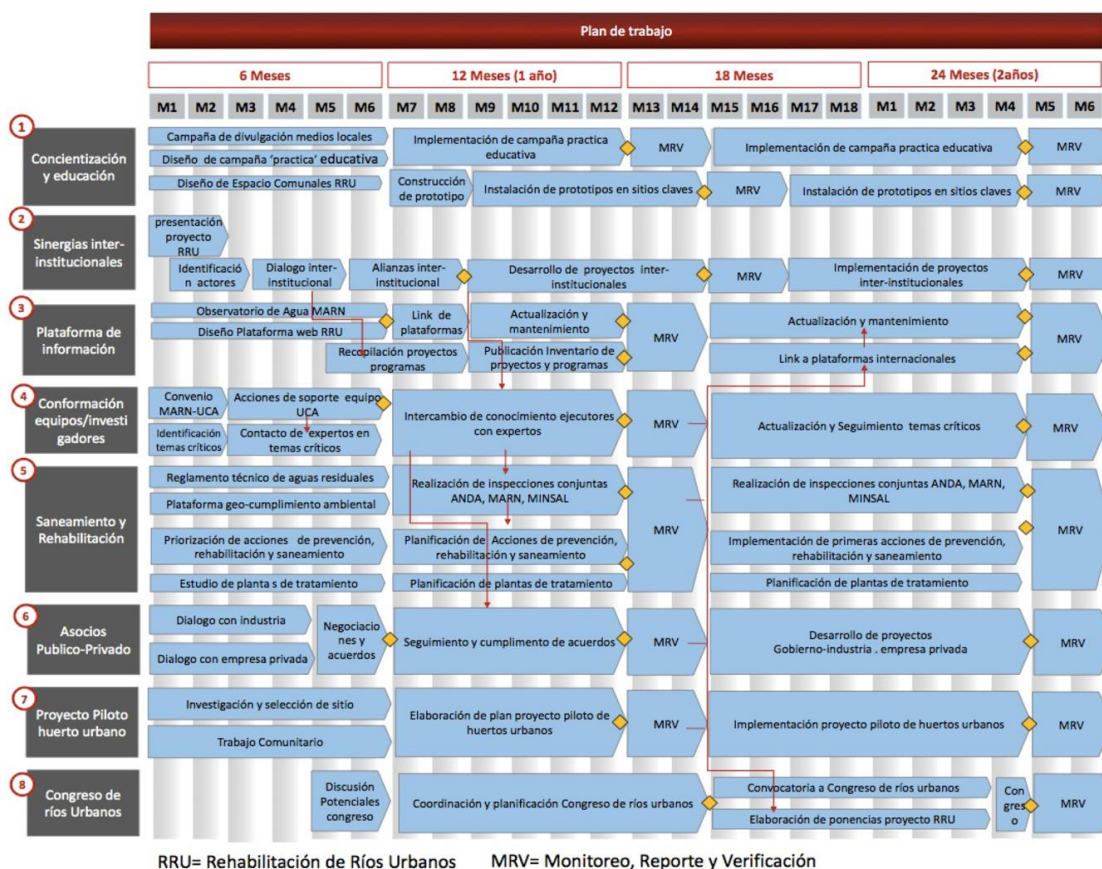 Plan de trabajo
6 Meses
12 Meses (1 año)
18 Meses
24 Meses (2años)
M1 M2 M3 M4 M5 M6 M7 M8 M9 M10 M11 M12 M13 M14 M15 M16 M17 M18 M1 M2 M3 M4 M5 M6
1
Concientización
y educación
Campaña de divulgación medios locales
Diseño de campaña 'practica' educativa
Diseño de Espacio Comunales RRU
Implementación de campaña practica
educativa
MRV
Implementación de campaña practica educativa
MRV
Construcción
de prototipo
Instalación de prototipos en sitios claves
MRV
Instalación de prototipos en sitios claves
MRV
2
Sinergias inter-
institucionales
presentación
proyecto
RRU
Identificació
n actores
Dialogo inter-
institucional
Alianzas inter-
institucional
Desarrollo de proyectos inter-
institucionales
MRV
Implementación de proyectos
inter-institucionales
MRV
3
Plataforma de
información
Observatorio de Agua MARN
Diseño Plataforma web RRU
Link de
plataformas
Actualización y
mantenimiento
Recopilación proyectos
programas
Publicación Inventario de
proyectos y programas
MRV
Actualización y mantenimiento
Link a plataformas internacionales
MRV
4
Conformación
equipos/investi
gadores
Convenio
MARN-UCA
Acciones de soporte equipo
UCA
Identificación
temas críticos
Contacto de expertos en
temas críticos
Intercambio de conocimiento ejecutores
con expertos
MRV
Actualización y Seguimiento temas críticos
MRV
5
Saneamiento y
Rehabilitación
Reglamento técnico de aguas residuales
Plataforma geo-cumplimiento ambiental
Priorización de acciones de prevención,
rehabilitación y saneamiento
Estudio de planta s de tratamiento
Realización de inspecciones conjuntas
ANDA, MARN, MINSAL
Planificación de Acciones de prevención,
rehabilitación y saneamiento
Planificación de plantas de tratamiento
MRV
Realización de inspecciones conjuntas ANDA, MARN,
MINSAL
Implementación de primeras acciones de prevención,
rehabilitación y saneamiento
Planificación de plantas de tratamiento
MRV
6
Asocios
Publico-Privado
Dialogo con industria
Dialogo con empresa privada
Negociacio
nes y
acuerdos
Seguimiento y cumplimento de acuerdos
MRV
Desarrollo de proyectos
Gobierno-industria . empresa privada
MRV
7
Proyecto Piloto
huerto urbano
Investigación y selección de sitio
Trabajo Comunitario
Elaboración de plan proyecto piloto de
huertos urbanos
MRV
Implementación proyecto piloto de huertos urbanos
MRV
8
Congreso de
ríos Urbanos
Discusión
Potenciales
congreso
Coordinación y planificación Congreso de ríos urbanos
Convocatoria a Congreso de ríos urbanos
Elaboración de ponencias proyecto RRU
Con
gres
o
MRV
RRU= Rehabilitación de Ríos Urbanos MRV= Monitoreo, Reporte y Verificación